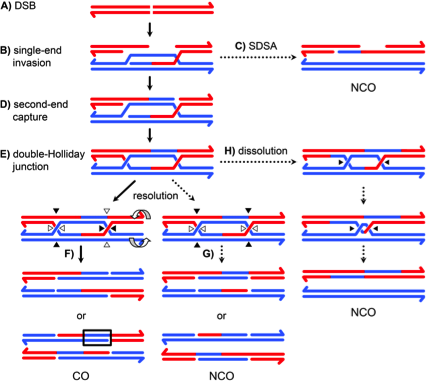 A) DSB
B) single-end
invasion
C) SDSA
NCO
D) second-end
capture
E) double-Holliday
junction
H) dissolution
resolution
F)
G)
or
or
NCO
CO
NCO